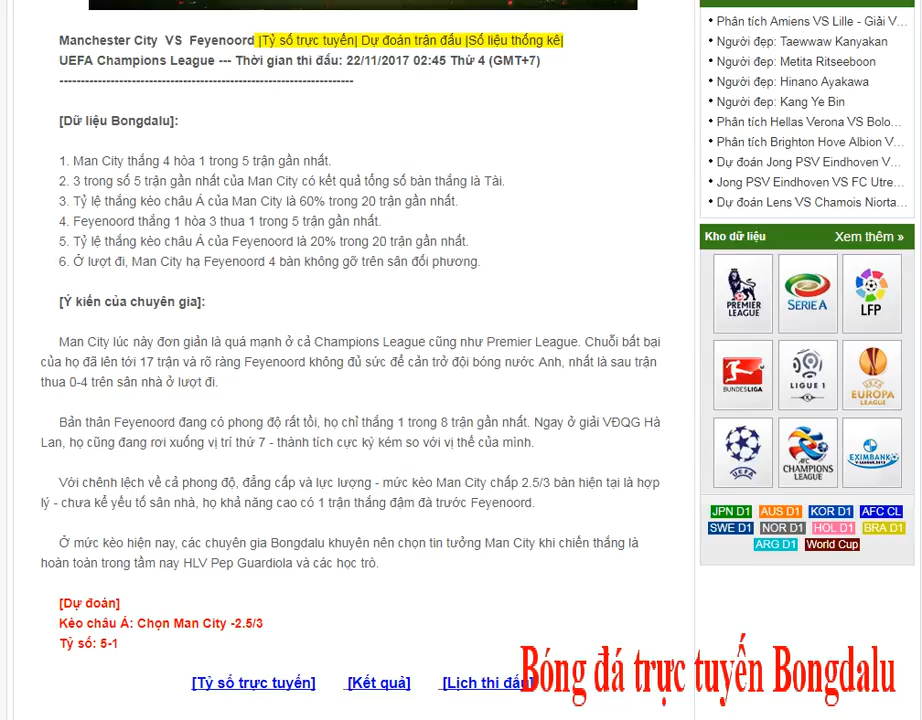 Manchester City VS Feyenoord |Tỷ số trực tuyến| Dự đoán trận đấu |Số liệu thống kê|
UEFA Champions League --- Thời gian thi đấu: 22/11/2017 02:45 Thứ 4 (GMT+7)
------------------------------------------------------------------
[Dữ liệu Bongdalu]:
1. Man City thắng 4 hòa 1 trong 5 trận gần nhất.
2. 3 trong số 5 trận gần nhất của Man City có kết quả tổng số bàn thắng là Tài.
3. Tỷ lệ thắng kèo châu Á của Man City là 60% trong 20 trận gần nhất.
4. Feyenoord thắng 1 hòa 3 thua 1 trong 5 trận gần nhất.
5. Tỷ lệ thắng kèo châu Á của Feyenoord là 20% trong 20 trận gần nhất.
6. Ở lượt đi, Man City hạ Feyenoord 4 bàn không gỡ trên sân đối phương.
[Ý kiến của chuyên gia]:
Man City lúc này đơn giản là quá mạnh ở cả Champions League cũng như Premier League. Chuỗi bất bại
của họ đã lên tới 17 trận và rõ ràng Feyenoord không đủ sức để cản trở đội bóng nước Anh, nhất là sau trận
thua 0-4 trên sân nhà ở lượt đi.
Bản thân Feyenoord đang có phong độ rất tồi, họ chỉ thắng 1 trong 8 trận gần nhất. Ngay ở giải VĐQG Hà
Lan, họ cũng đang rơi xuống vị trí thứ 7 - thành tích cực kỳ kém so với vị thế của mình.
Với chênh lệch về cả phong độ, đẳng cấp và lực lượng - mức kèo Man City chấp 2.5/3 bàn hiện tại là hợp
lý - chưa kể yếu tố sân nhà, họ khả năng cao có 1 trận thắng đậm đà trước Feyenoord.
Ở mức kèo hiện nay, các chuyên gia Bongdalu khuyên nên chọn tin tưởng Man City khi chiến thắng là
hoàn toàn trong tầm nay HLV Pep Guardiola và các học trò.
[Dự đoán]
Kèo châu Á: Chọn Man City -2.5/3
Tỷ số: 5-1
[Tỷ số trực tuyến] [Kết quả] [Lịch thi đấu]
Bóng đá trực tuyến Bongdalu
Phân tích Amiens VS Lille - Giải V...
Người đẹp: Taewwaw Kanyakan
Người đẹp: Metita Ritseeboon
Người đẹp: Hinano Ayakawa
Người đẹp: Kang Ye Bin
Phân tích Hellas Verona VS Bolo...
Phân tích Brighton Hove Albion V...
Dự đoán Jong PSV Eindhoven V...
Jong PSV Eindhoven VS FC Utre...
Dự đoán Lens VS Chamois Niorta...
Kho dữ liệu Xem thêm »
PREMIER LEAGUE
SERIE A
LFP
BUNDESLIGA
LIGUE 1
UEFA EUROPA LEAGUE
UEFA
AFC CHAMPIONS LEAGUE
EXIMBANK
JPN D1 AUS D1 KOR D1 AFC CL
SWE D1 NOR D1 HOL D1 BRA D1
ARG D1 World Cup